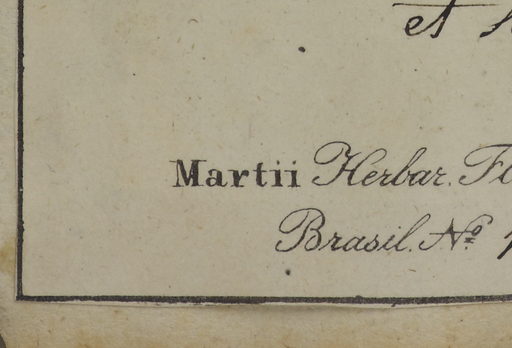 et
Martii Herbar. Fl
Brasil. Nº